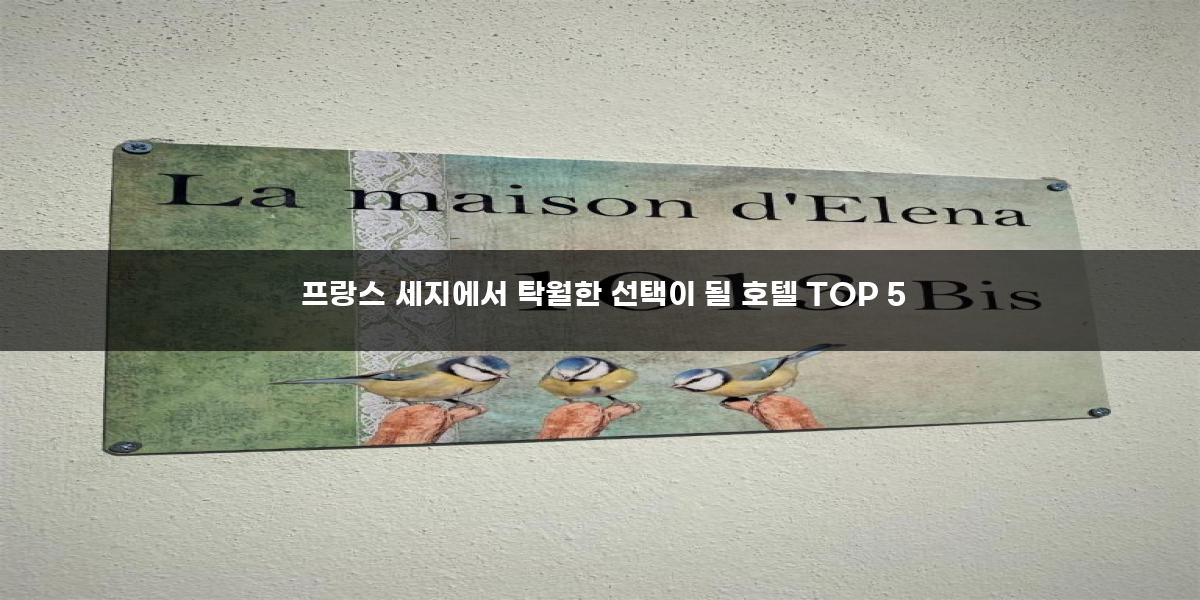 La maison d'Elena
1013 Bis
프랑스 세지에서 탁월한 선택이 될 호텔 TOP 5